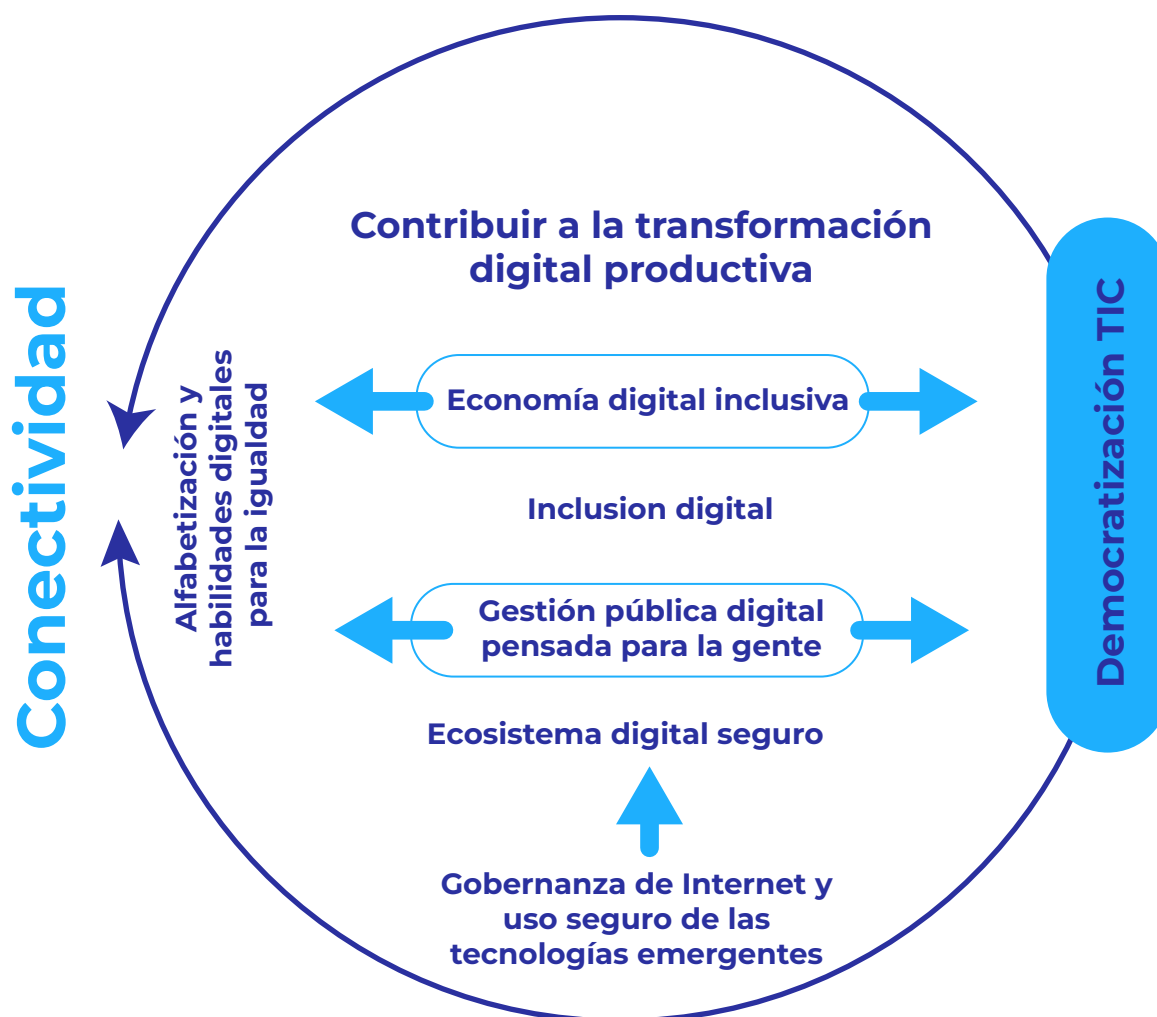 Conectividad
Alfabetización y
habilidades digitales
para la igualdad
Contribuir a la transformación
digital productiva
Economía digital inclusiva
Inclusion digital
Gestión pública digital
pensada para la gente
Ecosistema digital seguro
Gobernanza de Internet y
uso seguro de las
tecnologías emergentes
Democratización TIC